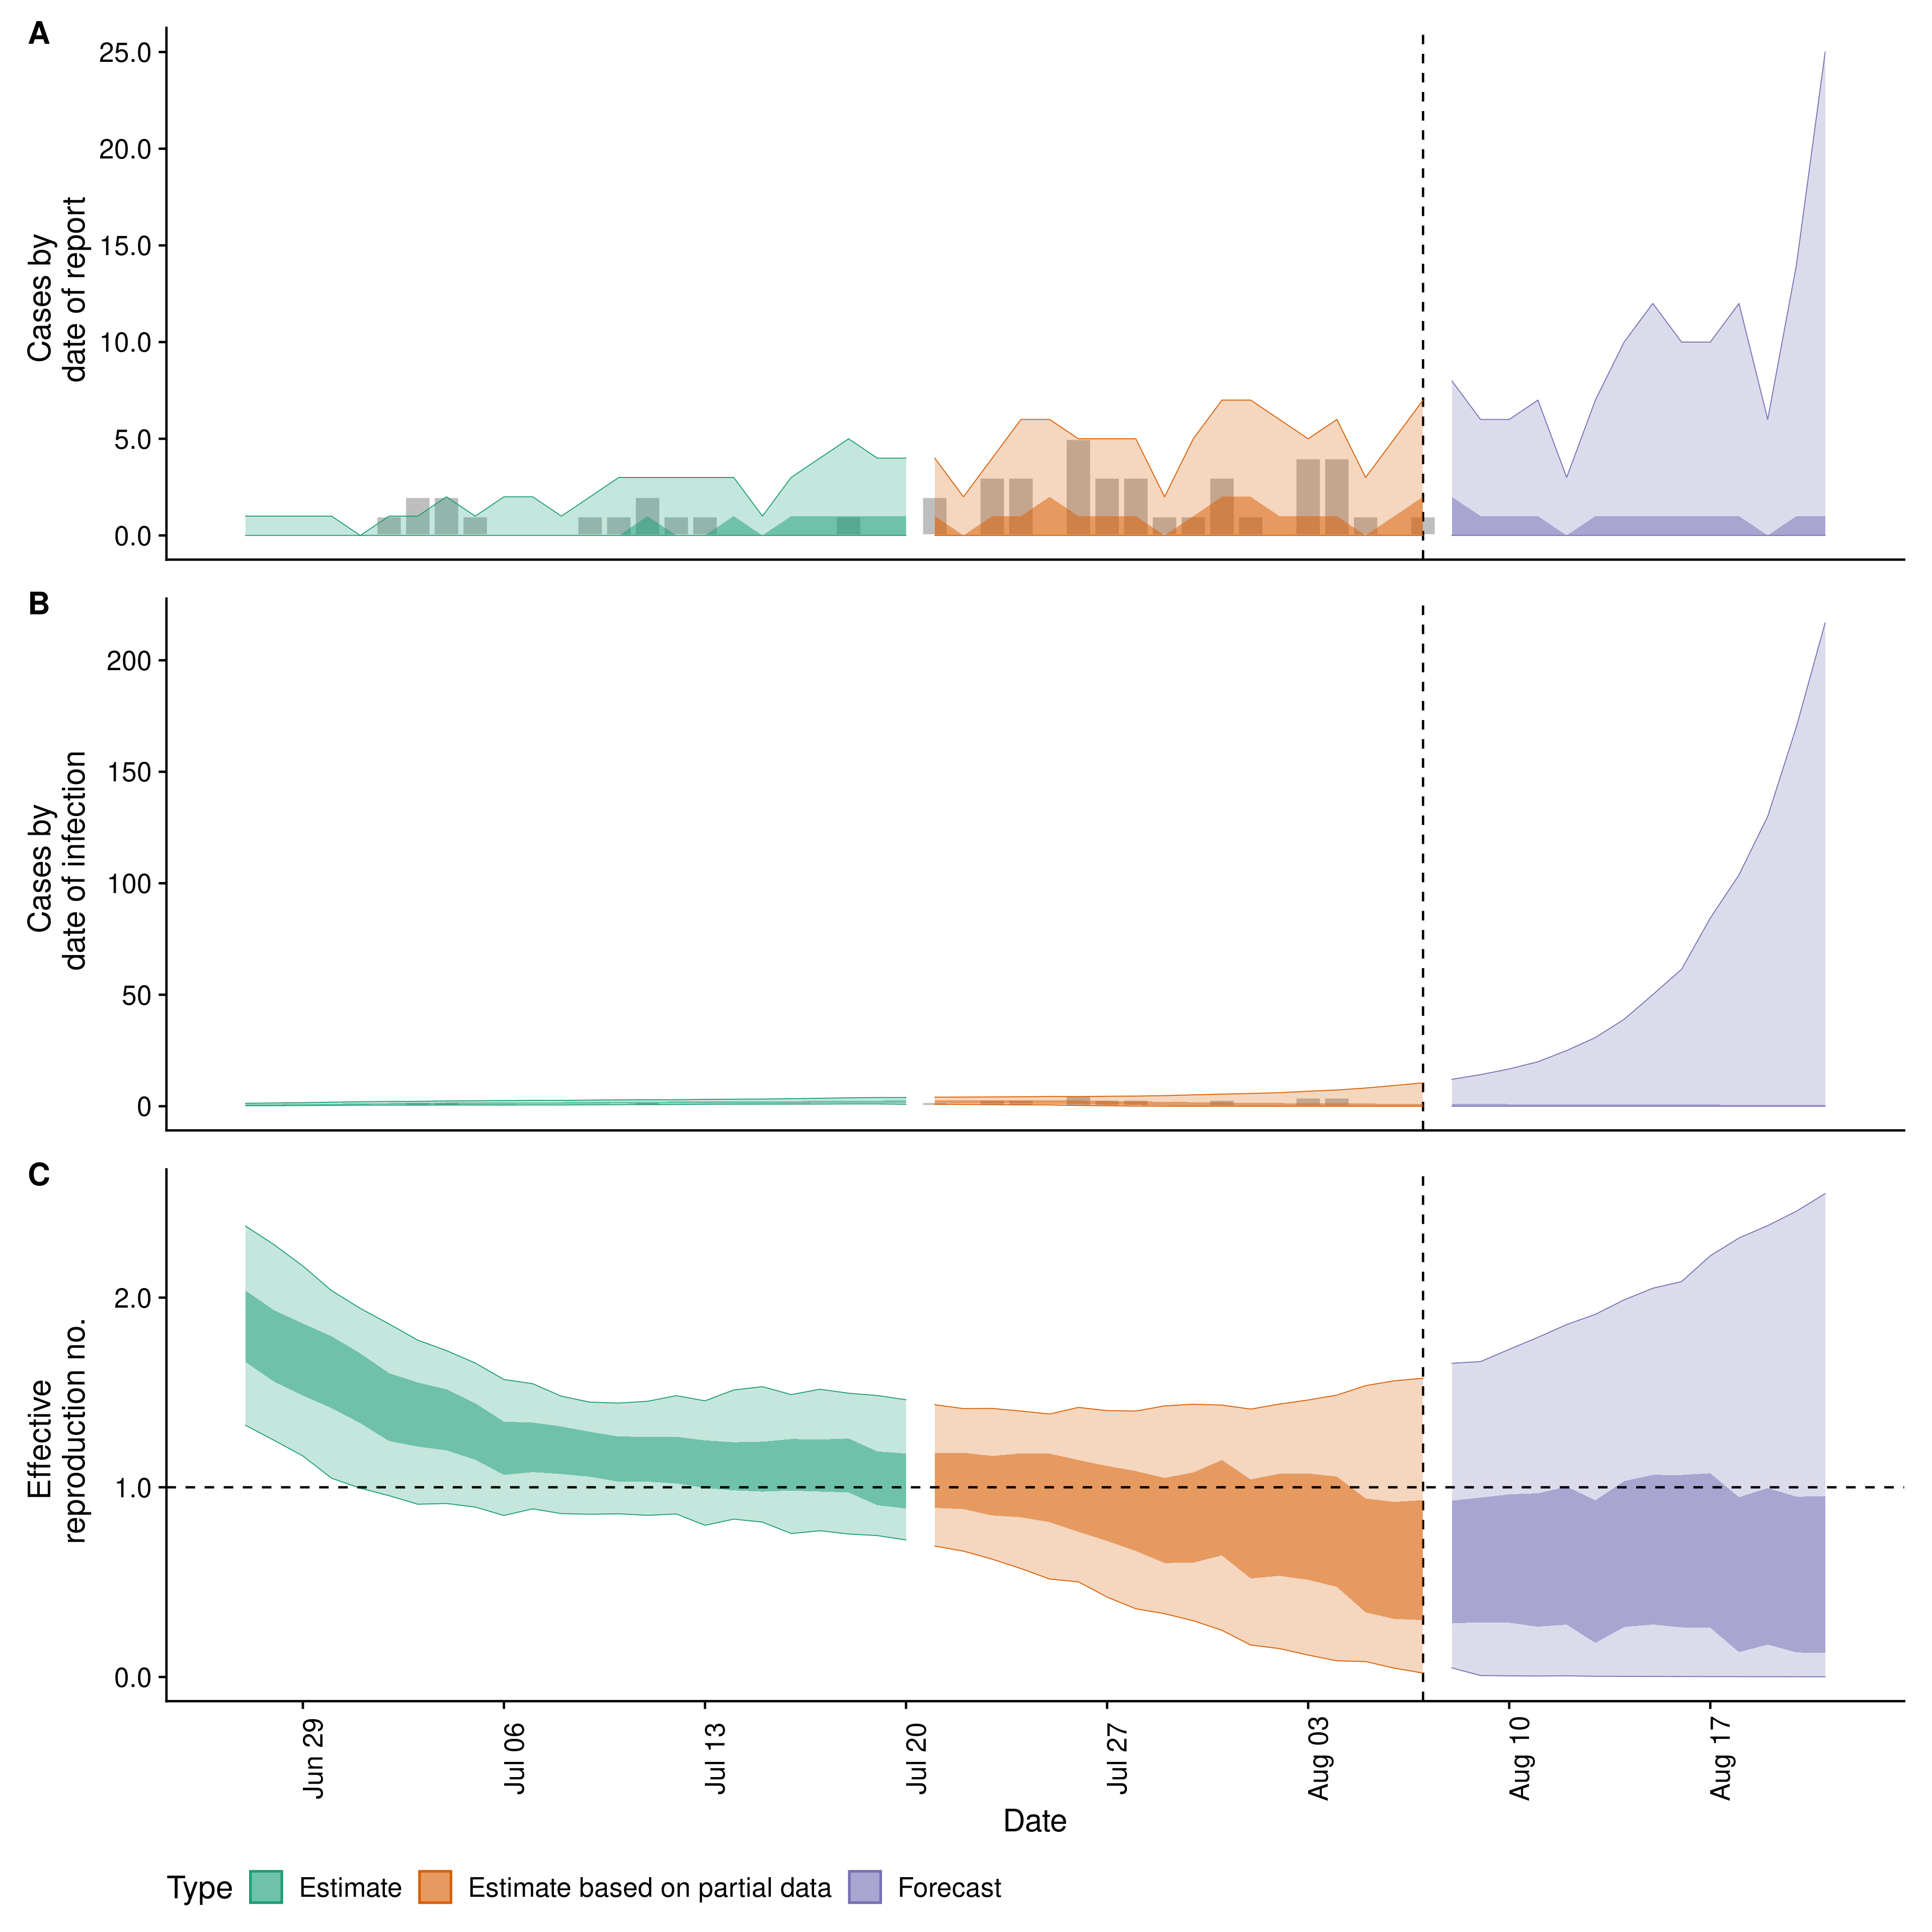 A
25.0
20.0
15.0
10.0
5.0
0.0
Cases by
date of report
B
200
150
100
50
0
Cases by
date of infection
C
2.0
1.0
0.0
Effective
reproduction no.
Jun 29
Jul 06
Jul 13
Jul 20
Jul 27
Aug 03
Aug 10
Aug 17
Date
Type Estimate Estimate based on partial data Forecast